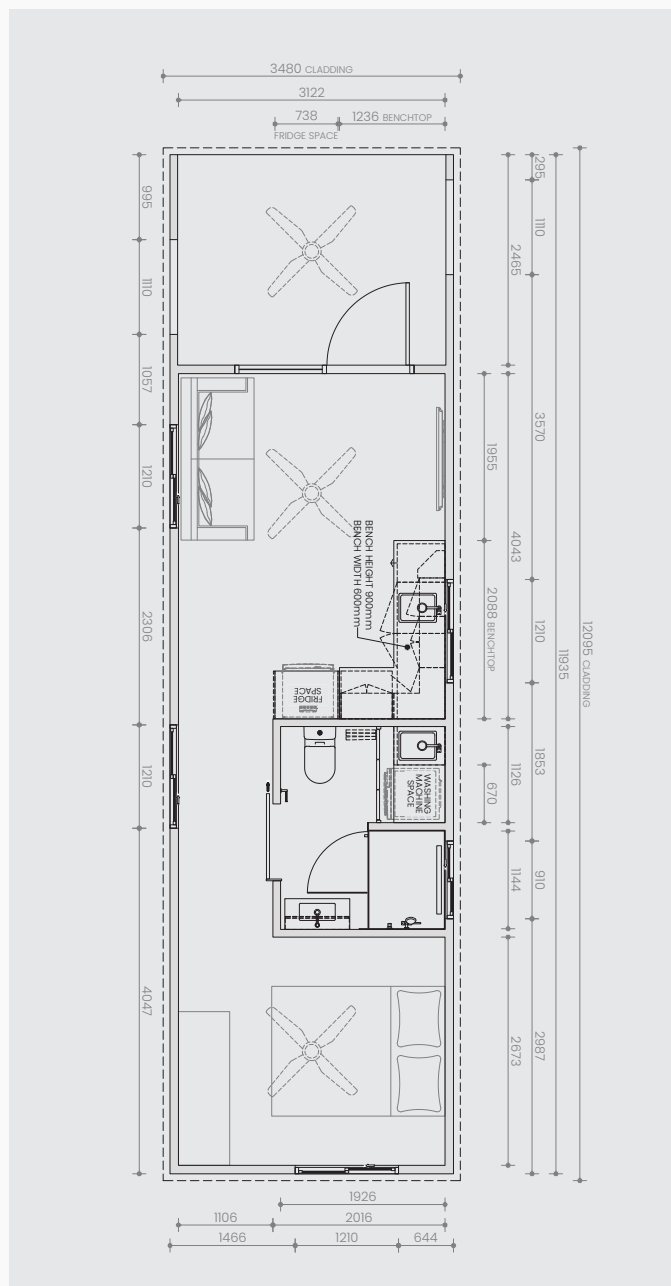 3480 CLADDING
3122
738
1236 BENCHTOP
FRIDGE SPACE
995
1110
1057
1210
2306
1210
4047
295
1110
2465
3570
1955
4043
1210
2088 BENCHTOP
12095 CLADDING
11935
1853
1126
670
910
1144
2987
2673
BENCH HEIGHT 900mm
BENCH WIDTH 600mm
FRIDGE
SPACE
WASHING
MACHINE
SPACE
1926
1106
2016
1466
1210
644